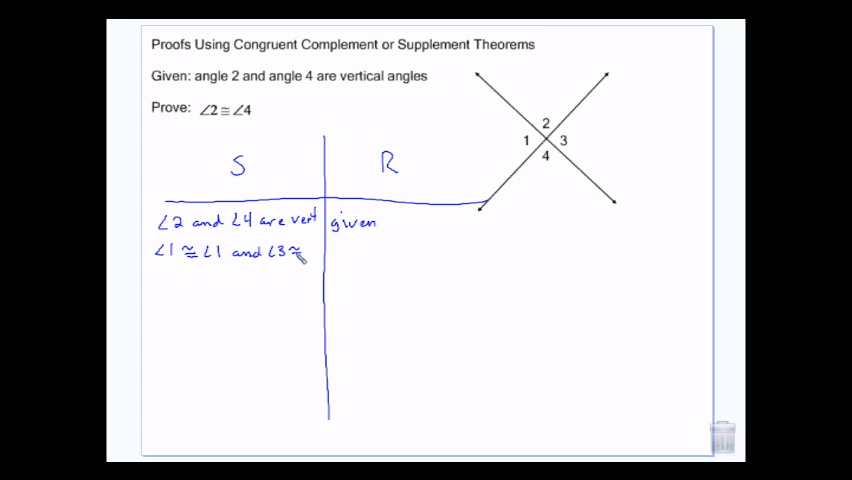 Proofs Using Congruent Complement or Supplement Theorems
Given: angle 2 and angle 4 are vertical angles
Prove: ∠2 ≅ ∠4
2
1 3
4
S R
∠2 and ∠4 are vert given
∠1 ≅ ∠1 and ∠3 ≅